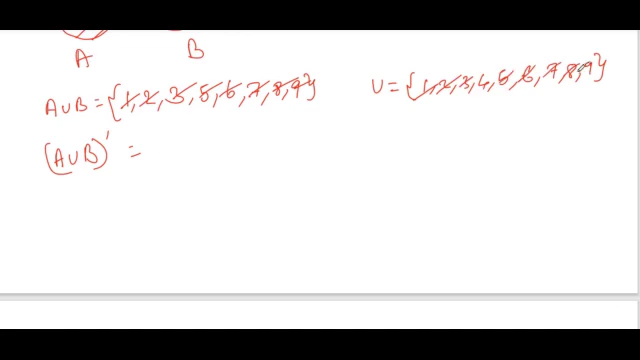 A B
A∪B = {1, 2, 3, 5, 6, 7, 8, 9} U = {1, 2, 3, 4, 5, 6, 7, 8, 9}
(A∪B)' =